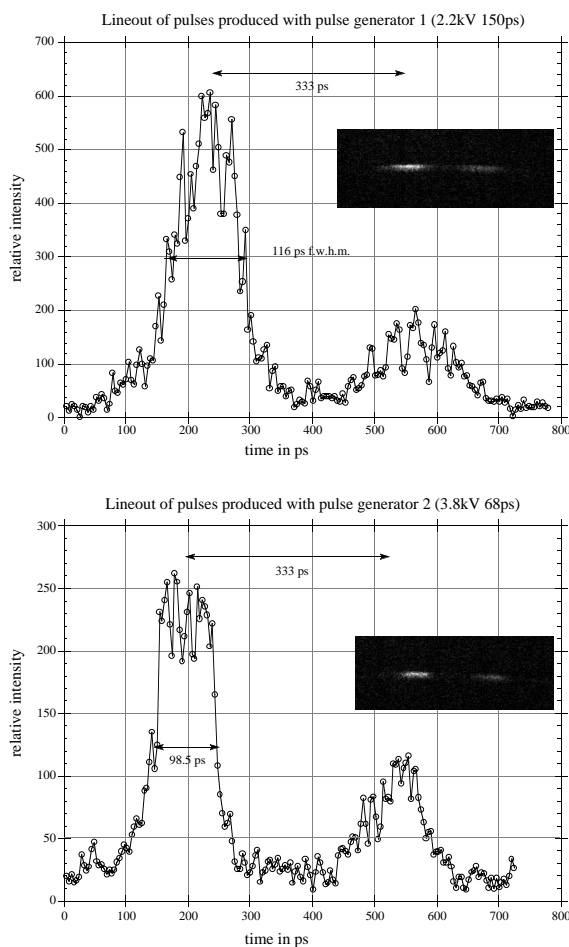 Lineout of pulses produced with pulse generator 1 (2.2kV 150ps)
700
600
500
400
300
200
100
0
relative intensity
333 ps
116 ps f.w.h.m.
0 100 200 300 400 500 600 700 800
time in ps
Lineout of pulses produced with pulse generator 2 (3.8kV 68ps)
300
250
200
150
100
50
0
relative intensity
333 ps
98.5 ps
0 100 200 300 400 500 600 700 800
time in ps